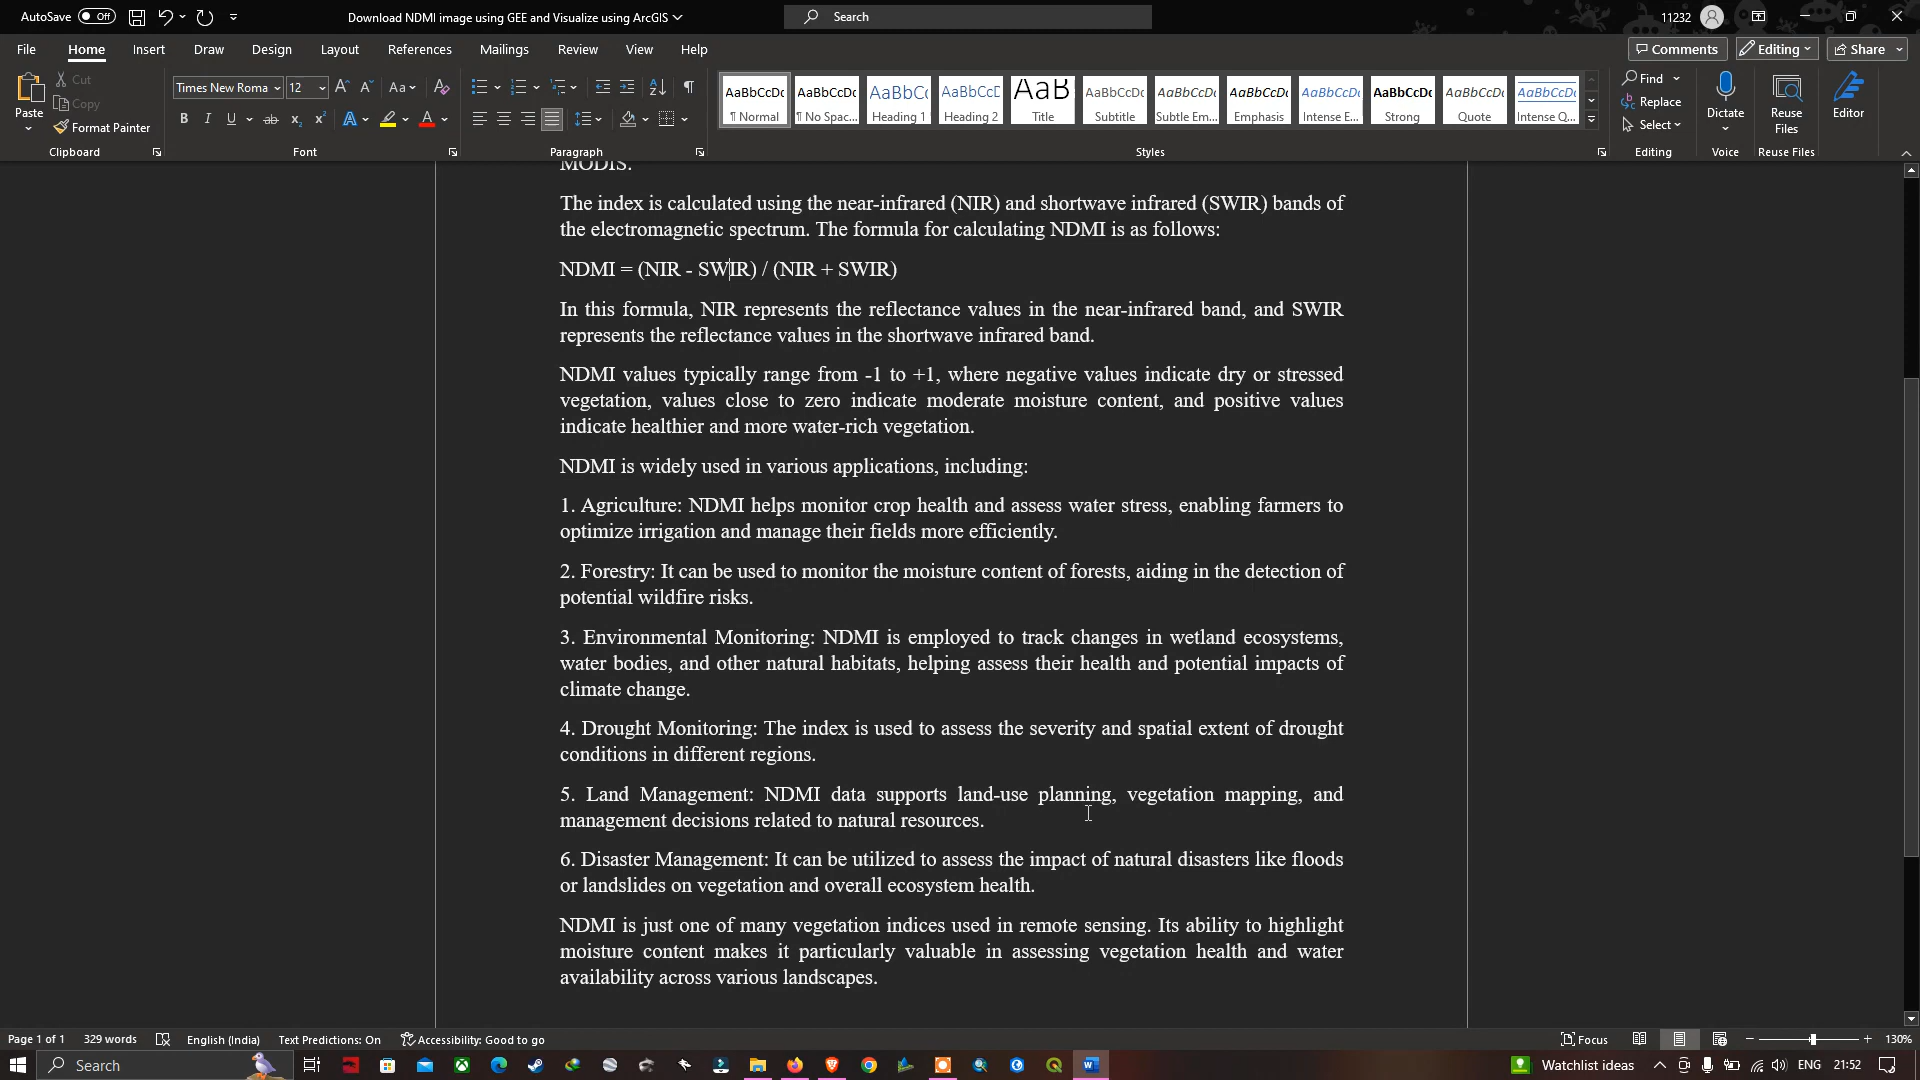 AutoSave Off Download NDMI image using GEE and Visualize using ArcGIS Search 11232
File Home Insert Draw Design Layout References Mailings Review View Help Comments Editing Share
Paste Cut Copy Format Painter Clipboard
Times New Roma 12 Font
Paragraph
AaBbCcDc ¶ Normal
AaBbCcDc ¶ No Spac...
AaBbCc Heading 1
AaBbCcD Heading 2
AaB Title
AaBbCcD Subtitle
AaBbCcDc Subtle Em...
AaBbCcDc Emphasis
AaBbCcDc Intense E...
AaBbCcDc Strong
AaBbCcDc Quote
AaBbCcDc Intense Q...
Styles
Find Replace Select Editing
Dictate Voice
Reuse Files Reuse Files
Editor
MODIS.
The index is calculated using the near-infrared (NIR) and shortwave infrared (SWIR) bands of
the electromagnetic spectrum. The formula for calculating NDMI is as follows:
NDMI = (NIR - SWIR) / (NIR + SWIR)
In this formula, NIR represents the reflectance values in the near-infrared band, and SWIR
represents the reflectance values in the shortwave infrared band.
NDMI values typically range from -1 to +1, where negative values indicate dry or stressed
vegetation, values close to zero indicate moderate moisture content, and positive values
indicate healthier and more water-rich vegetation.
NDMI is widely used in various applications, including:
1. Agriculture: NDMI helps monitor crop health and assess water stress, enabling farmers to
optimize irrigation and manage their fields more efficiently.
2. Forestry: It can be used to monitor the moisture content of forests, aiding in the detection of
potential wildfire risks.
3. Environmental Monitoring: NDMI is employed to track changes in wetland ecosystems,
water bodies, and other natural habitats, helping assess their health and potential impacts of
climate change.
4. Drought Monitoring: The index is used to assess the severity and spatial extent of drought
conditions in different regions.
5. Land Management: NDMI data supports land-use planning, vegetation mapping, and
management decisions related to natural resources.
6. Disaster Management: It can be utilized to assess the impact of natural disasters like floods
or landslides on vegetation and overall ecosystem health.
NDMI is just one of many vegetation indices used in remote sensing. Its ability to highlight
moisture content makes it particularly valuable in assessing vegetation health and water
availability across various landscapes.
Page 1 of 1 329 words English (India) Text Predictions: On Accessibility: Good to go Focus 130%
Search Watchlist ideas ENG 21:52